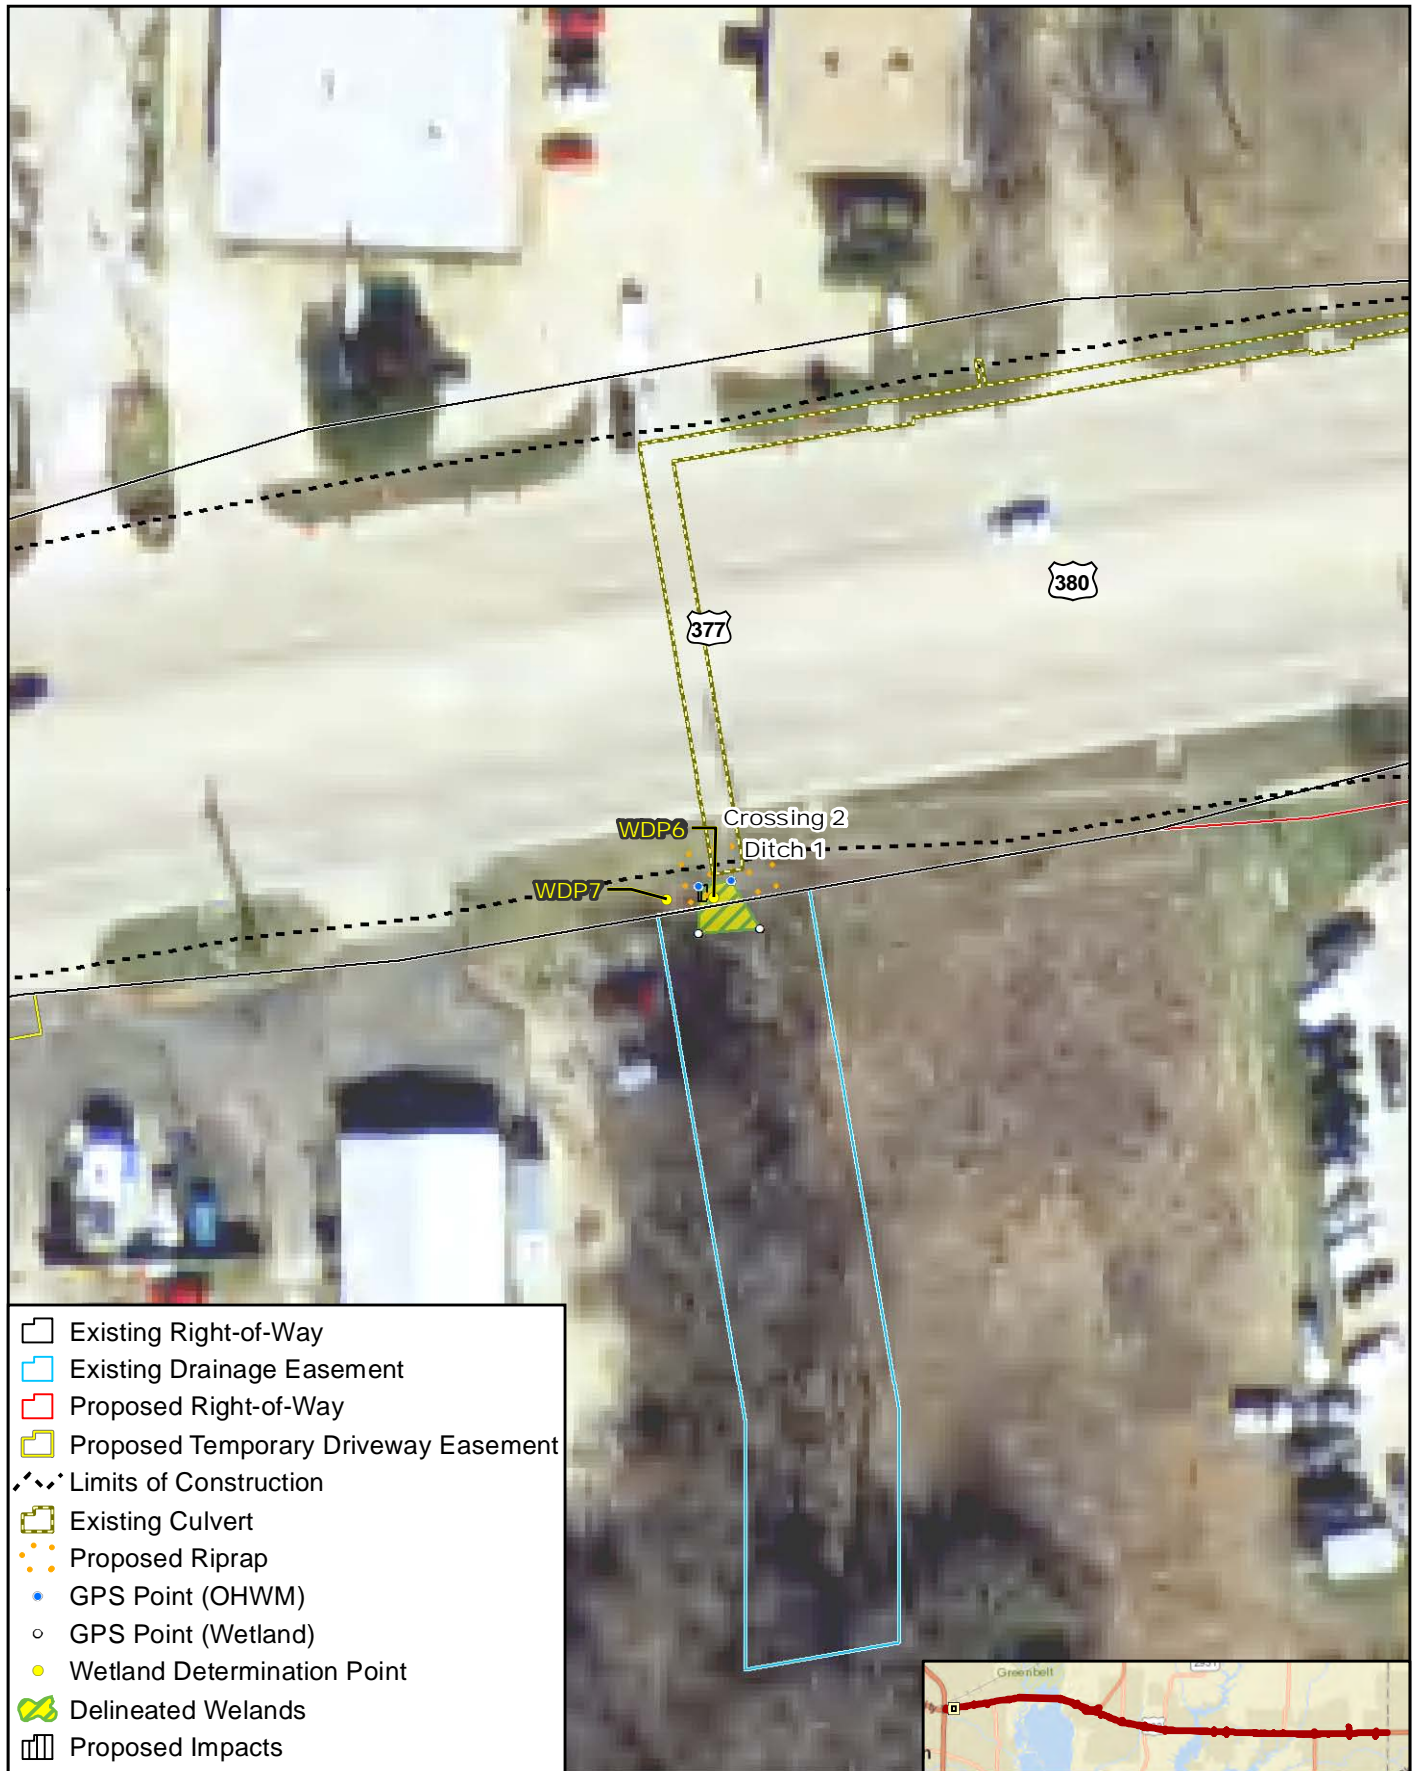 380
377
Crossing 2
WDP6
Ditch 1
WDP7
Existing Right-of-Way
Existing Drainage Easement
Proposed Right-of-Way
Proposed Temporary Driveway Easement
Limits of Construction
Existing Culvert
Proposed Riprap
GPS Point (OHWM)
GPS Point (Wetland)
Wetland Determination Point
Delineated Welands
Proposed Impacts
Greenbelt